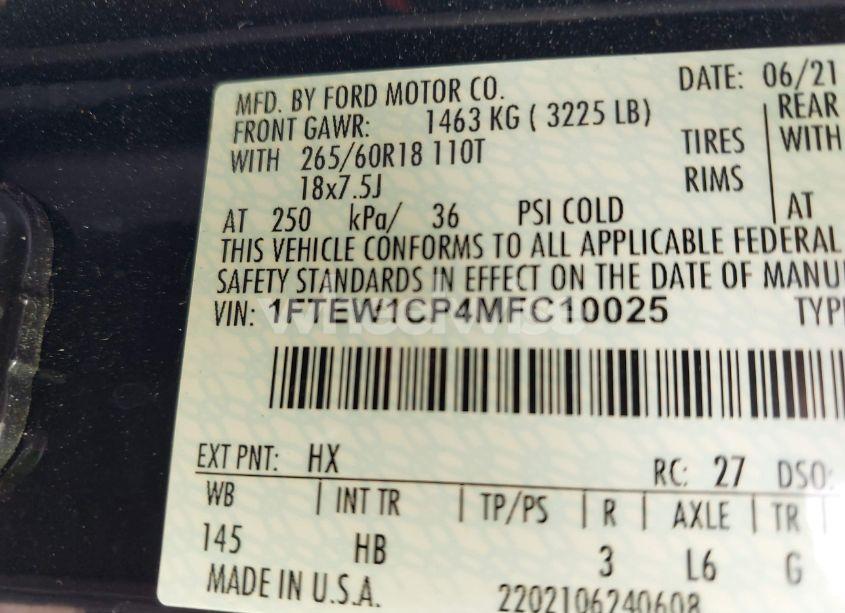 MFD. BY FORD MOTOR CO. DATE: 06/21
FRONT GAWR: 1463 KG ( 3225 LB) REAR
WITH 265/60R18 110T TIRES WITH
18x7.5J RIMS
AT 250 kPa/ 36 PSI COLD AT
THIS VEHICLE CONFORMS TO ALL APPLICABLE FEDERAL
SAFETY STANDARDS IN EFFECT ON THE DATE OF MANU
VIN: 1FTEW1CP4MFC10025 TYP
EXT PNT: HX RC: 27 DSO:
WB INT TR TP/PS R AXLE TR
145 HB 3 L6 G
MADE IN U.S.A. 2202106240608